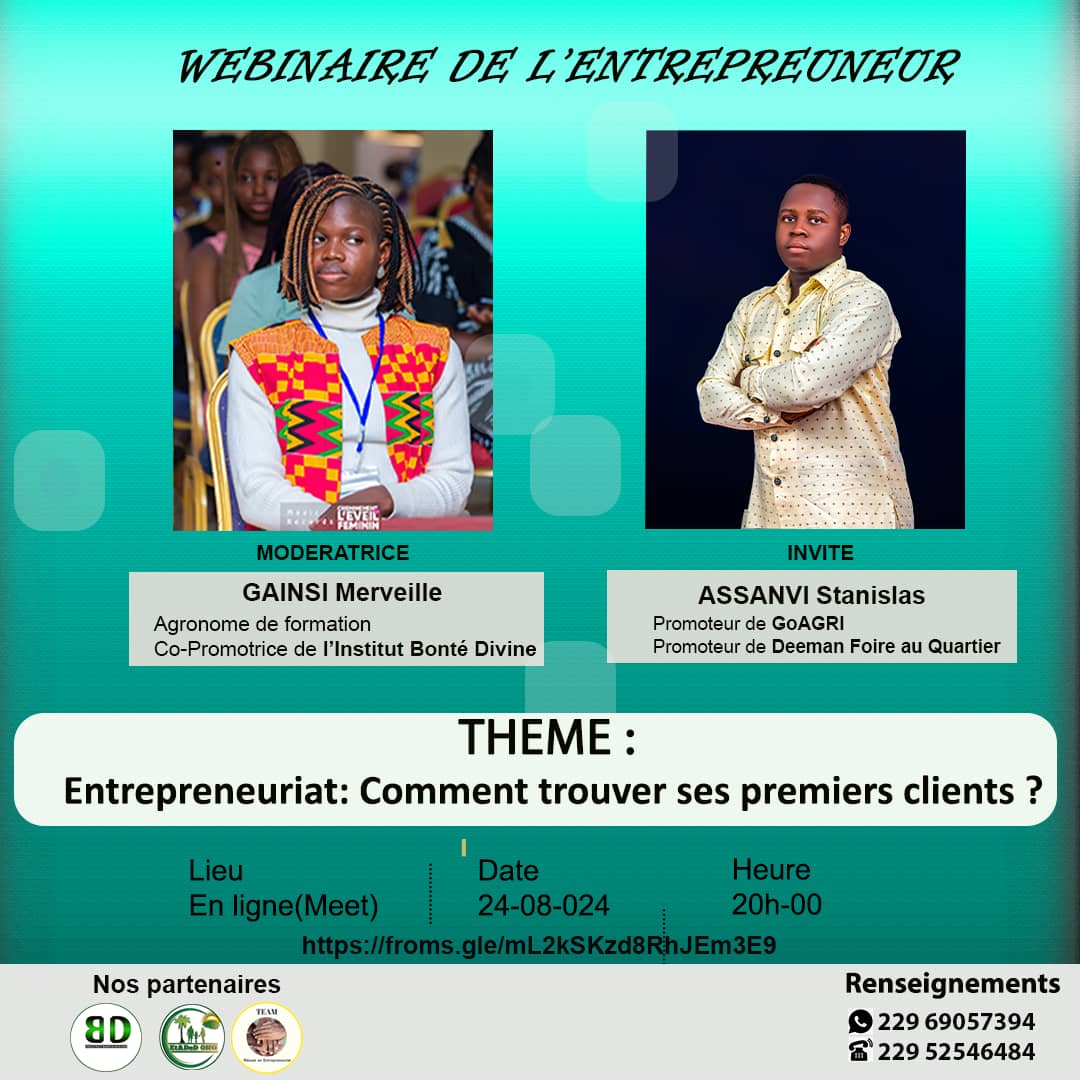 WEBINAIRE DE L'ENTREPREUNEUR
L'EVEIL
FEMININ
MODERATRICE
GAINSI Merveille
Agronome de formation
Co-Promotrice de l'Institut Bonté Divine
INVITE
ASSANVI Stanislas
Promoteur de GoAGRI
Promoteur de Deeman Foire au Quartier
THEME :
Entrepreneuriat: Comment trouver ses premiers clients ?
Lieu
En ligne(Meet)
Date
24-08-024
Heure
20h-00
https://froms.gle/mL2kSKzd8RhJEm3E9
Nos partenaires
BD
TEAM
Renseignements
229 69057394
229 52546484